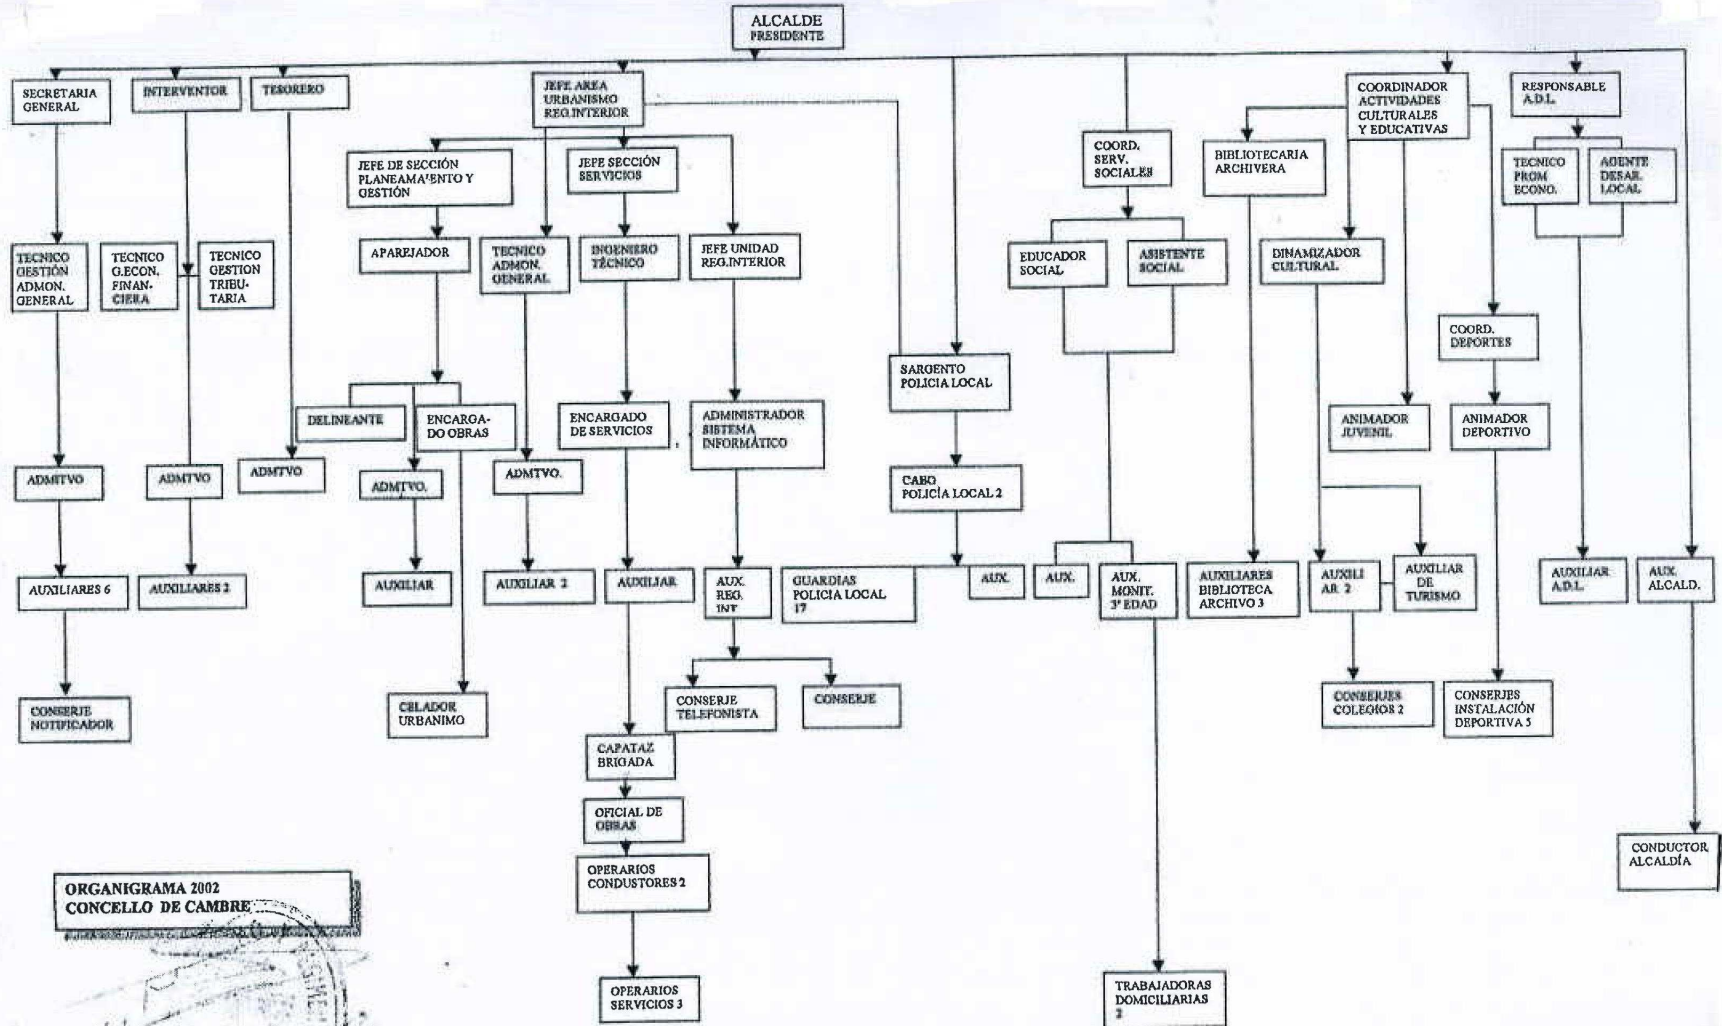 ALCALDE
PRESIDENTE
SECRETARIA
GENERAL
INTERVENTOR
TESORERO
JEFE AREA
URBANISMO
REG.INTERIOR
COORDINADOR
ACTIVIDADES
CULTURALES
Y EDUCATIVAS
RESPONSABLE
A.D.L.
JEFE DE SECCIÓN
PLANEAMA'ENTO Y
GESTIÓN
JEFE SECCIÓN
SERVICIOS
COORD.
SERV.
SOCIALES
BIBLIOTECARIA
ARCHIVERA
TECNICO
PROM
ECONO.
AGENTE
DESAR.
LOCAL
TECNICO
GESTIÓN
ADMON.
GENERAL
TECNICO
G.ECON.
FINAN-
CIERA
TECNICO
GESTION
TRIBU-
TARIA
APAREJADOR
TECNICO
ADMON.
GENERAL
INGENIERO
TÉCNICO
JEFE UNIDAD
REG.INTERIOR
EDUCADOR
SOCIAL
ASISTENTE
SOCIAL
DINAMIZADOR
CULTURAL
COORD.
DEPORTES
SARGENTO
POLICIA LOCAL
DELINEANTE
ENCARGA-
DO OBRAS
ENCARGADO
DE SERVICIOS
ADMINISTRADOR
SISTEMA
INFORMÁTICO
ANIMADOR
JUVENIL
ANIMADOR
DEPORTIVO
ADMITVO
ADMTVO
ADMTVO
ADMTVO.
ADMTVO.
CABO
POLICÍA LOCAL 2
AUXILIARES 6
AUXILIARES 2
AUXILIAR
AUXILIAR 2
AUXILIAR
AUX.
REG.
INT
GUARDIAS
POLICIA LOCAL
17
AUX.
AUX.
AUX.
MONIT.
3ª EDAD
AUXILIARES
BIBLIOTECA
ARCHIVO 3
AUXILI
AR 2
AUXILIAR
DE
TURISMO
AUXILIAR
A.D.L.
AUX.
ALCALD.
CONSERJE
NOTIFICADOR
CELADOR
URBANIMO
CONSERJE
TELEFONISTA
CONSERJE
CONSERJES
COLEGIOS 2
CONSERJES
INSTALACIÓN
DEPORTIVA 5
CAPATAZ
BRIGADA
OFICIAL DE
OBRAS
OPERARIOS
CONDUSTORES 2
CONDUCTOR
ALCALDÍA
OPERARIOS
SERVICIOS 3
TRABAJADORAS
DOMICILIARIAS
2
ORGANIGRAMA 2002
CONCELLO DE CAMBRE